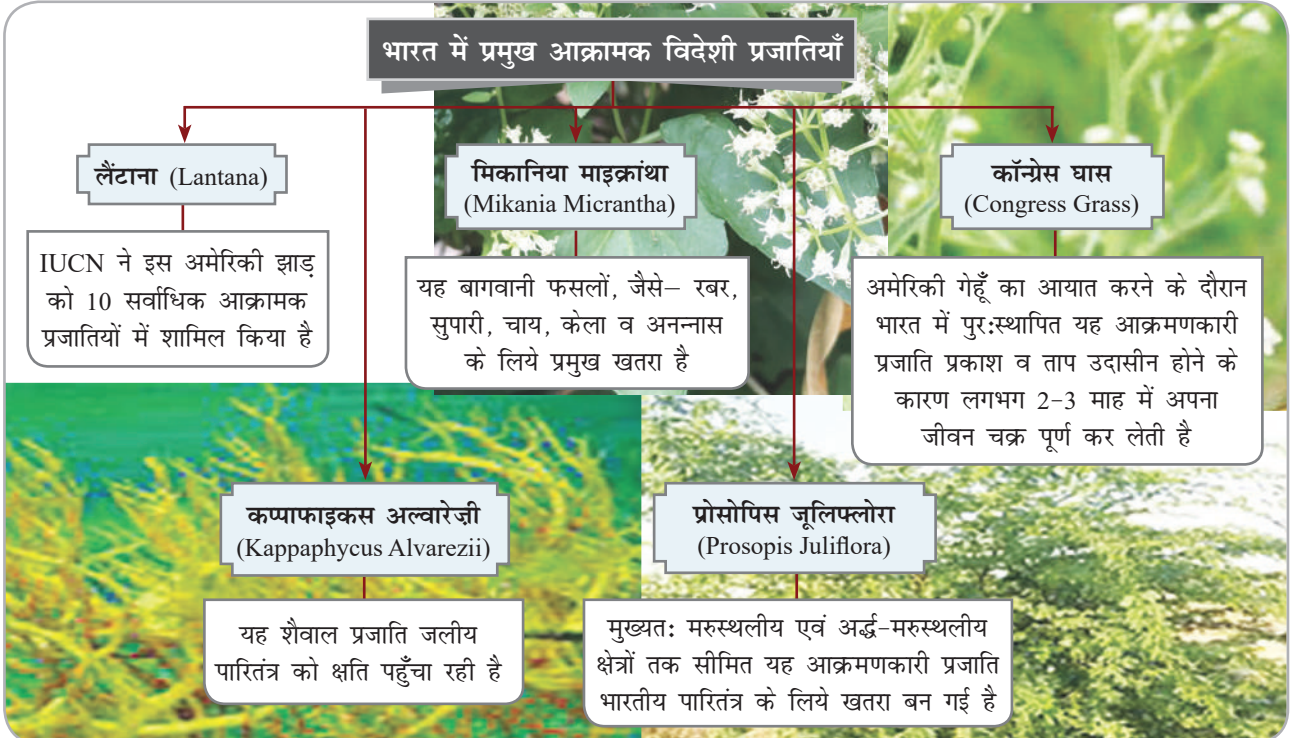 भारत में प्रमुख आक्रामक विदेशी प्रजातियाँ
लैंटाना (Lantana)
IUCN ने इस अमेरिकी झाड़
को 10 सर्वाधिक आक्रामक
प्रजातियों में शामिल किया है
मिकानिया माइक्रांथा
(Mikania Micrantha)
यह बागवानी फसलों, जैसे– रबर,
सुपारी, चाय, केला व अनन्नास
के लिये प्रमुख खतरा है
कॉन्ग्रेस घास
(Congress Grass)
अमेरिकी गेहूँ का आयात करने के दौरान
भारत में पुर:स्थापित यह आक्रमणकारी
प्रजाति प्रकाश व ताप उदासीन होने के
कारण लगभग 2-3 माह में अपना
जीवन चक्र पूर्ण कर लेती है
कप्पाफाइकस अल्वारेज़ी
(Kappaphycus Alvarezii)
यह शैवाल प्रजाति जलीय
पारितंत्र को क्षति पहुँचा रही है
प्रोसोपिस जूलिफ्लोरा
(Prosopis Juliflora)
मुख्यत: मरुस्थलीय एवं अर्द्ध-मरुस्थलीय
क्षेत्रों तक सीमित यह आक्रमणकारी प्रजाति
भारतीय पारितंत्र के लिये खतरा बन गई है